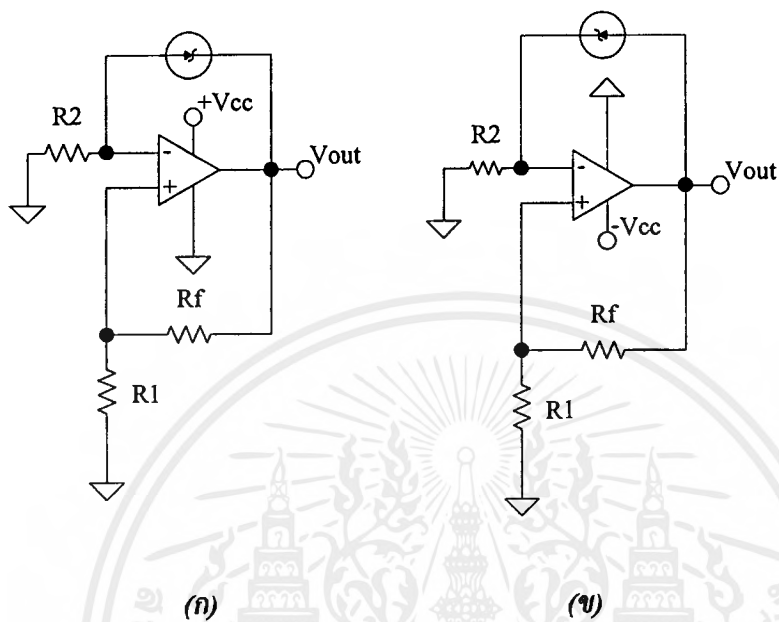 +Vcc
R2
-
+
Vout
Rf
R1
(ก)
R2
-
+
Vout
-Vcc
Rf
R1
(ข)